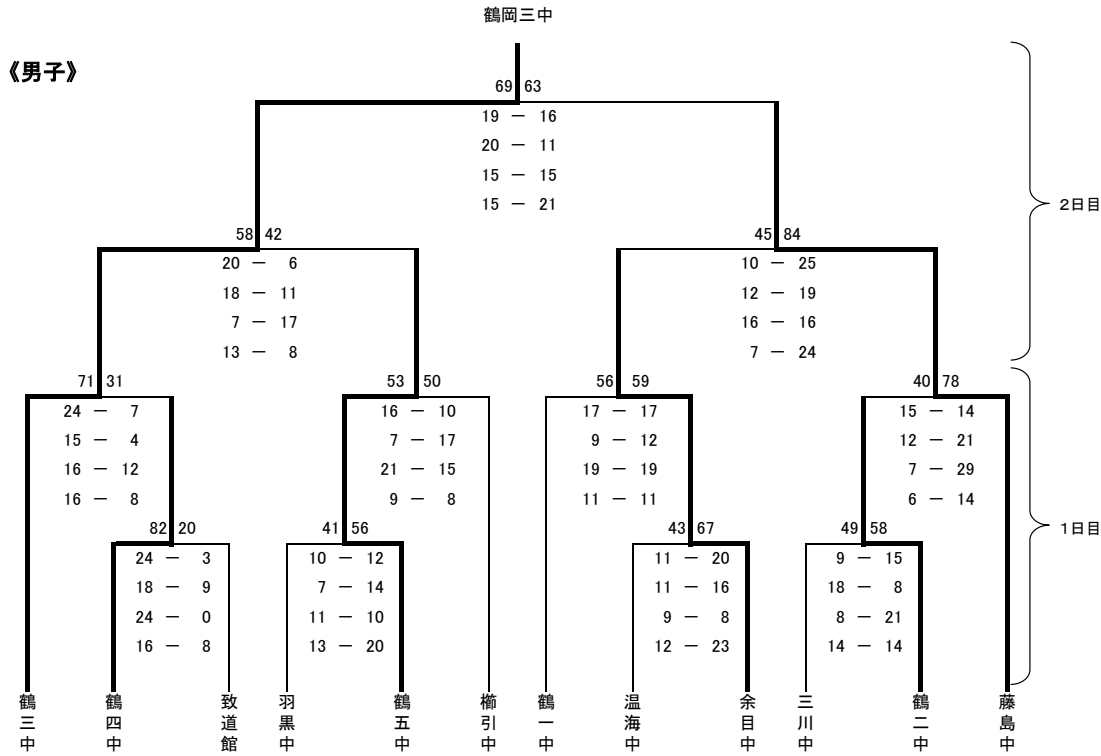 鶴岡三中
《男子》
69 63
19 － 16
20 － 11
15 － 15
15 － 21
2日目
58 42
20 － 6
18 － 11
7 － 17
13 － 8
45 84
10 － 25
12 － 19
16 － 16
7 － 24
71 31
24 － 7
15 － 4
16 － 12
16 － 8
53 50
16 － 10
7 － 17
21 － 15
9 － 8
56 59
17 － 17
9 － 12
19 － 19
11 － 11
40 78
15 － 14
12 － 21
7 － 29
6 － 14
1日目
82 20
24 － 3
18 － 9
24 － 0
16 － 8
41 56
10 － 12
7 － 14
11 － 10
13 － 20
43 67
11 － 20
11 － 16
9 － 8
12 － 23
49 58
9 － 15
18 － 8
8 － 21
14 － 14
鶴三中
鶴四中
致道館
羽黒中
鶴五中
櫛引中
鶴一中
温海中
余目中
三川中
鶴二中
藤島中